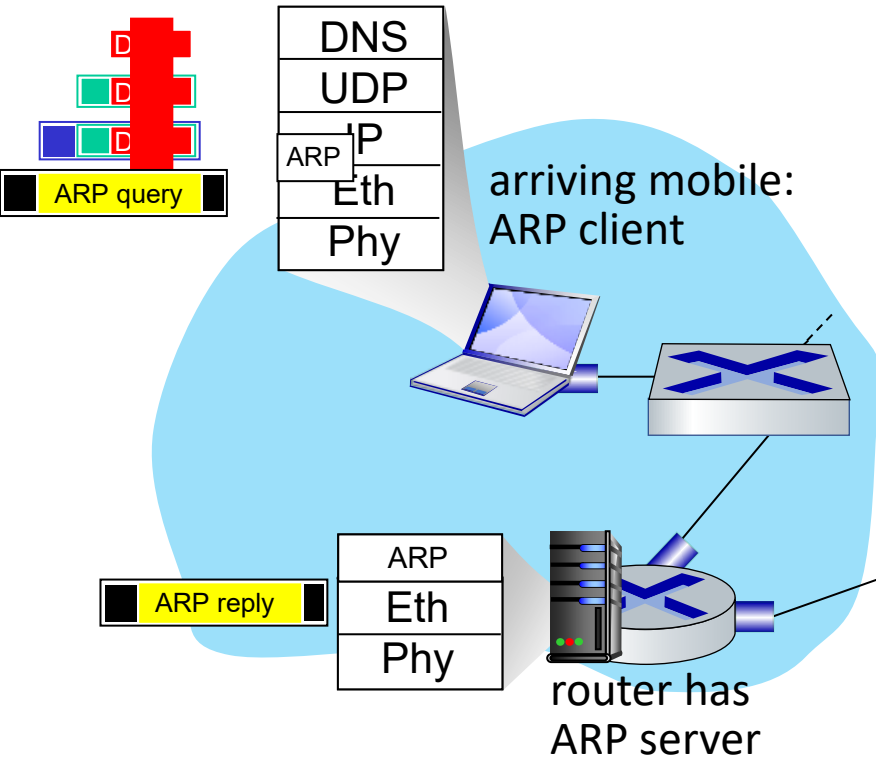 D
D
D
ARP query
DNS
UDP
IP
ARP
Eth
Phy
arriving mobile:
ARP client
ARP reply
ARP
Eth
Phy
router has
ARP server